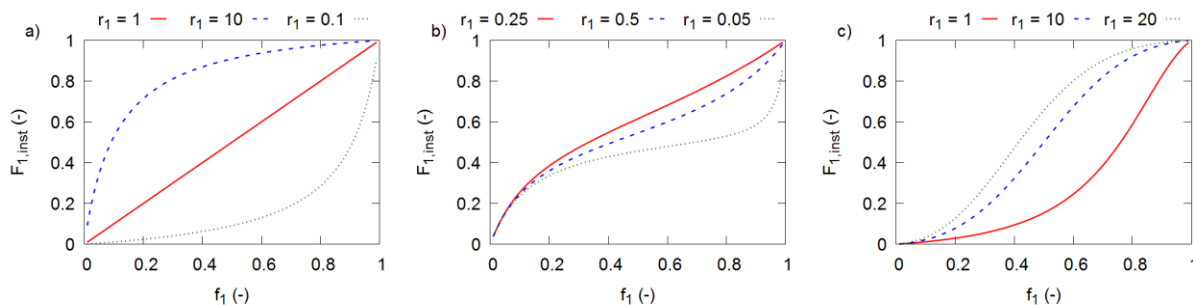 a)
r1 = 1 r1 = 10 r1 = 0.1
F1,inst (-)
1
0.8
0.6
0.4
0.2
0
0 0.2 0.4 0.6 0.8 1
f1 (-)
b)
r1 = 0.25 r1 = 0.5 r1 = 0.05
F1,inst (-)
1
0.8
0.6
0.4
0.2
0
0 0.2 0.4 0.6 0.8 1
f1 (-)
c)
r1 = 1 r1 = 10 r1 = 20
F1,inst (-)
1
0.8
0.6
0.4
0.2
0
0 0.2 0.4 0.6 0.8 1
f1 (-)